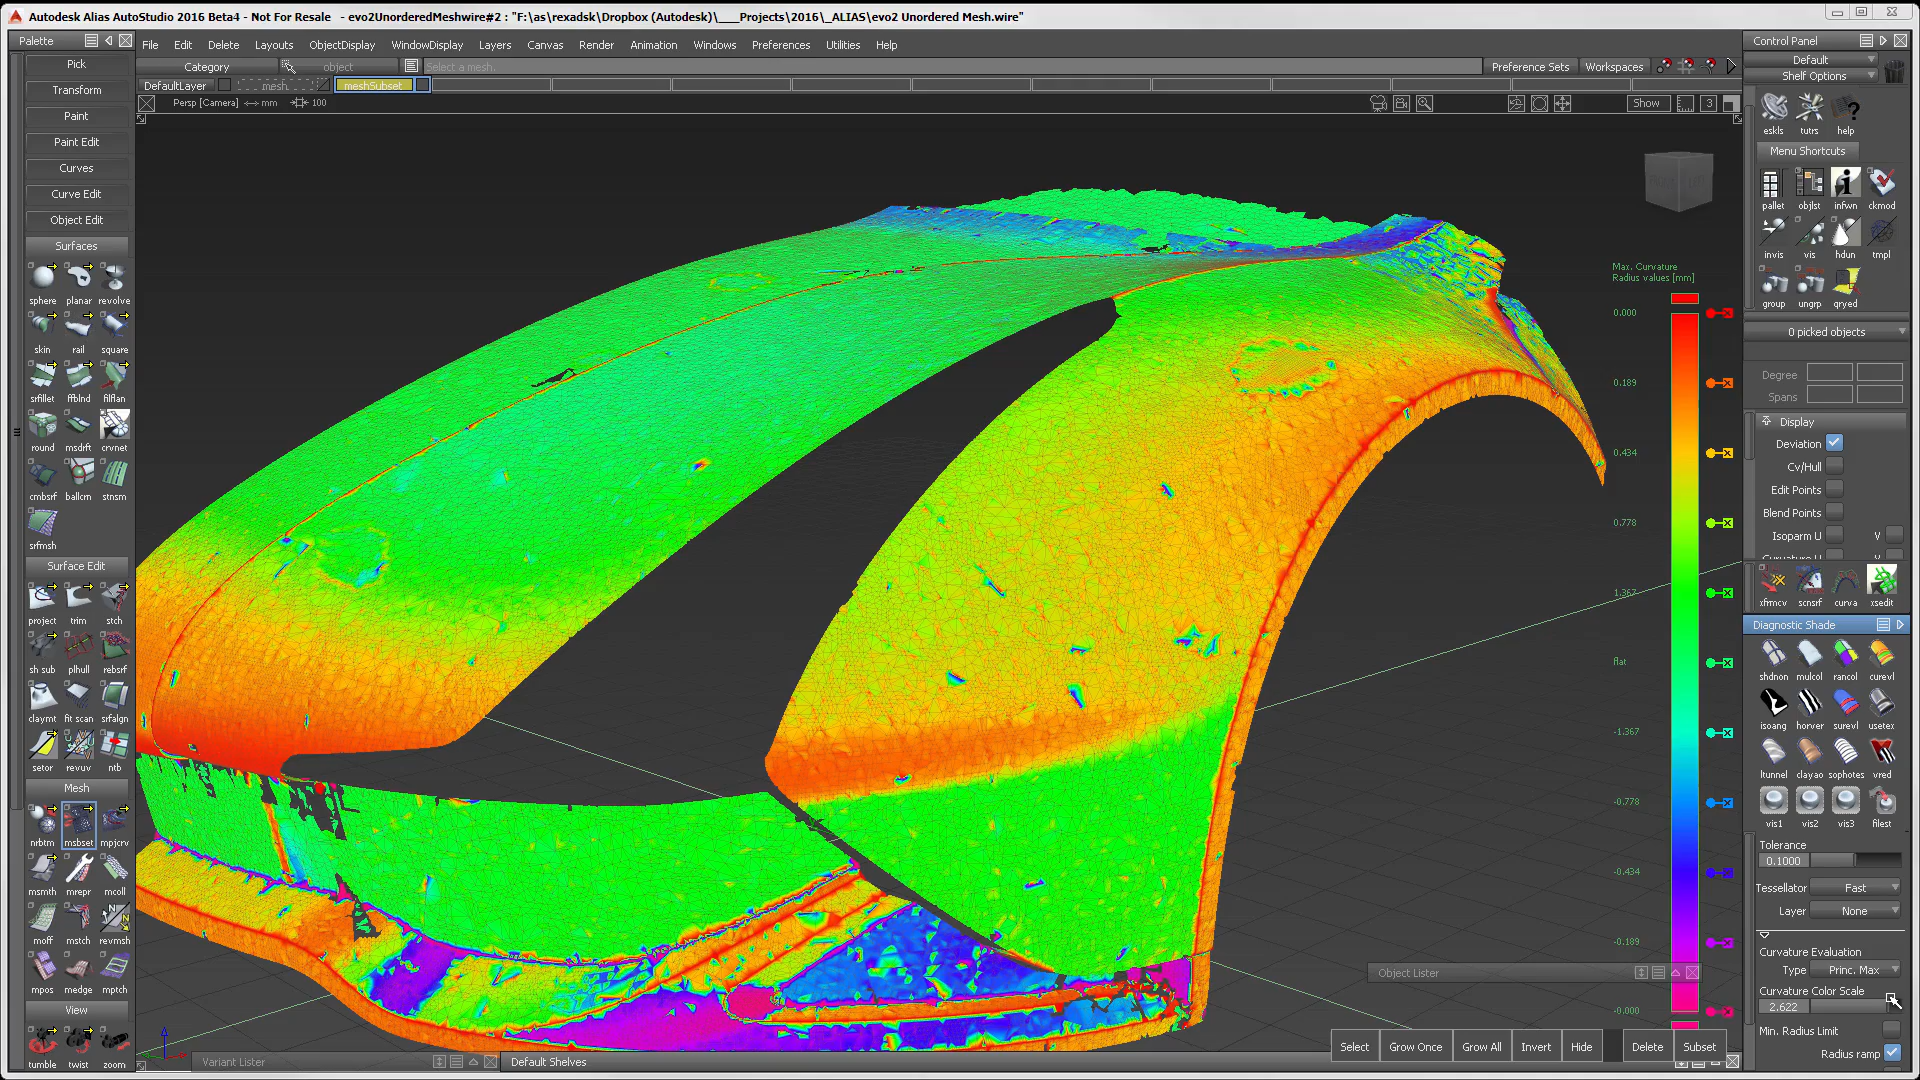 Autodesk Alias AutoStudio 2016 Beta4 - Not For Resale - evo2UnorderedMeshwire#2 : "F:\as\rexadsk\Dropbox (Autodesk)\___Projects\2016\_ALIAS\evo2 Unordered Mesh.wire"
Palette
File Edit Delete Layouts ObjectDisplay WindowDisplay Layers Canvas Render Animation Windows Preferences Utilities Help
Category object Select a mesh. Preference Sets Workspaces
DefaultLayer mesh meshSubset
Persp [Camera] mm 100 Show 3
Pick
Transform
Paint
Paint Edit
Curves
Curve Edit
Object Edit
Surfaces
sphere planar revolve
skin rail square
srfillet ffblnd filflan
round msdrft crvnet
cmbsrf ballcrn stnsm
srfmsh
Surface Edit
project trim stch
sh sub plhull rebsrf
claymt fit scan srfalgn
setor revuv ntb
Mesh
nrbtm msbset mpjcrv
msmth mrepr mcoll
moff mstch revmsh
mpos medge mptch
View
tumble twist zoom
Max. Curvature
Radius values [mm]
0.000
0.189
0.434
0.778
1.367
flat
-1.367
-0.778
-0.434
-0.189
-0.000
Object Lister
Select Grow Once Grow All Invert Hide Delete Subset
Variant Lister Default Shelves
Control Panel
Default
Shelf Options
eskls tutrs help
Menu Shortcuts
pallet objlst infwn ckmod
invis vis hdun tmpl
group ungrp qryed
0 picked objects
Degree
Spans
Display
Deviation
Cv/Hull
Edit Points
Blend Points
Isoparm U V
Curvature U V
xfrmcv scnsrf curva xsedit
Diagnostic Shade
shdnon mulcol rancol curevl
isoang horver surevl usetex
ltunnel clayao sophotes vred
vis1 vis2 vis3 filest
Tolerance
0.1000
Tessellator Fast
Layer None
Curvature Evaluation
Type Princ. Max
Curvature Color Scale
2.622
Min. Radius Limit
Radius ramp